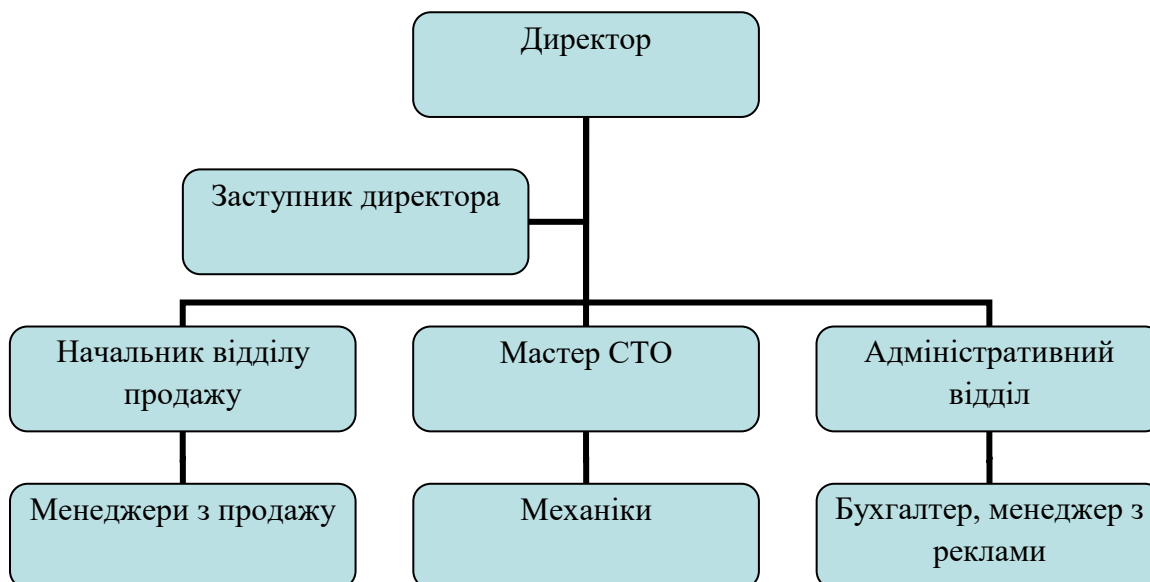 Директор
Заступник директора
Начальник відділу
продажу
Мастер СТО
Адміністративний
відділ
Менеджери з продажу
Механіки
Бухгалтер, менеджер з
реклами